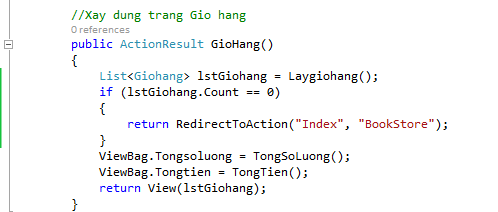 //Xay dung trang Gio hang
0 references
public ActionResult GioHang()
{
List<Giohang> lstGiohang = Laygiohang();
if (lstGiohang.Count == 0)
{
return RedirectToAction("Index", "BookStore");
}
ViewBag.Tongsoluong = TongSoLuong();
ViewBag.Tongtien = TongTien();
return View(lstGiohang);
}